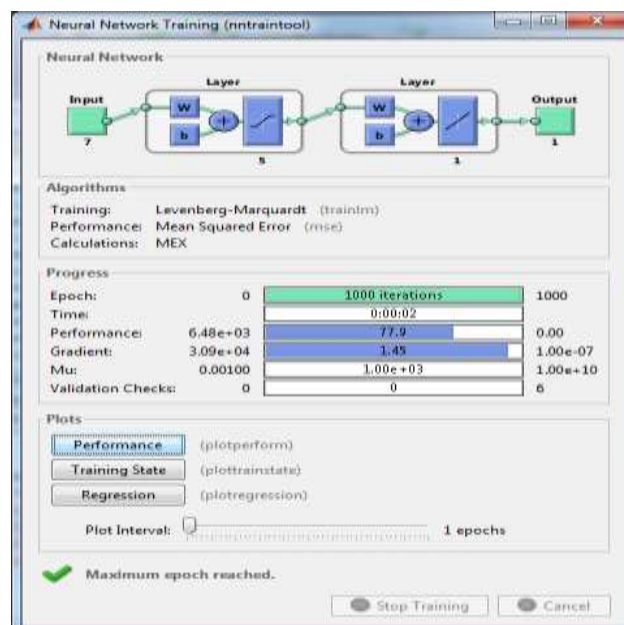 Neural Network Training (nntraintool)
Neural Network
Layer Layer
Input Output
W W
b b
7 1
5 1
Algorithms
Training: Levenberg-Marquardt (trainlm)
Performance: Mean Squared Error (mse)
Calculations: MEX
Progress
Epoch: 0 1000 iterations 1000
Time: 0:00:02
Performance: 6.48e+03 77.9 0.00
Gradient: 3.09e+04 1.45 1.00e-07
Mu: 0.00100 1.00e+03 1.00e+10
Validation Checks: 0 0 6
Plots
Performance (plotperform)
Training State (plottrainstate)
Regression (plotregression)
Plot Interval: 1 epochs
Maximum epoch reached.
Stop Training Cancel